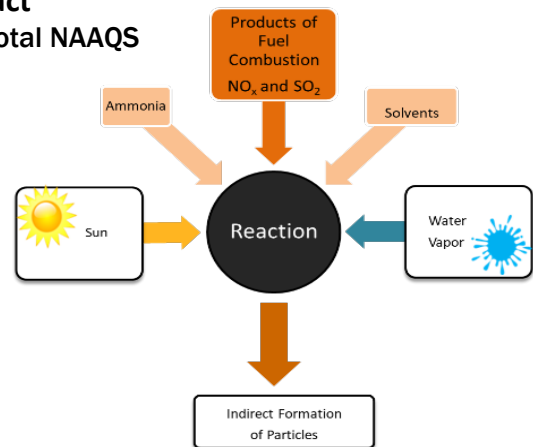 otal NAAQS
Products of
Fuel
Combustion
NOₓ and SO₂
Ammonia
Solvents
Sun
Reaction
Water
Vapor
Indirect Formation
of Particles